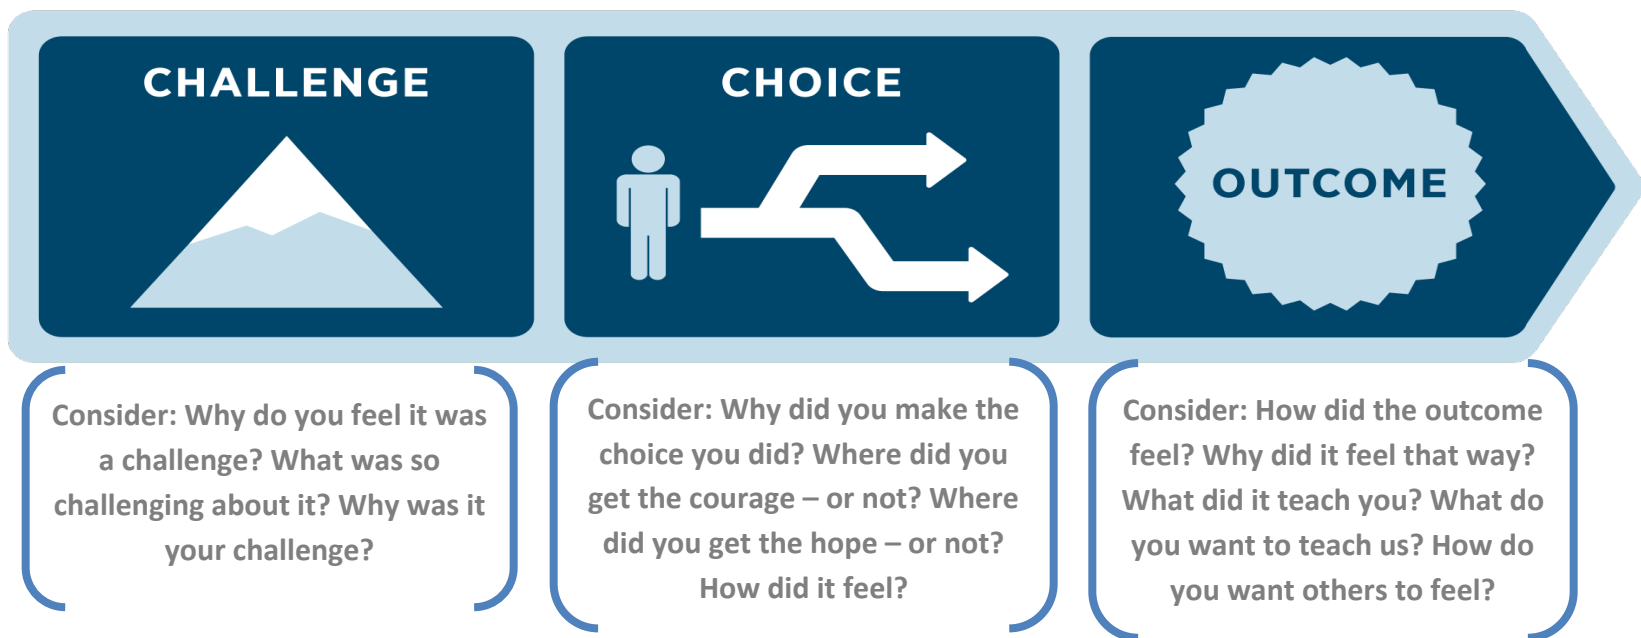 CHALLENGE
CHOICE
OUTCOME
Consider: Why do you feel it was
a challenge? What was so
challenging about it? Why was it
your challenge?
Consider: Why did you make the
choice you did? Where did you
get the courage – or not? Where
did you get the hope – or not?
How did it feel?
Consider: How did the outcome
feel? Why did it feel that way?
What did it teach you? What do
you want to teach us? How do
you want others to feel?